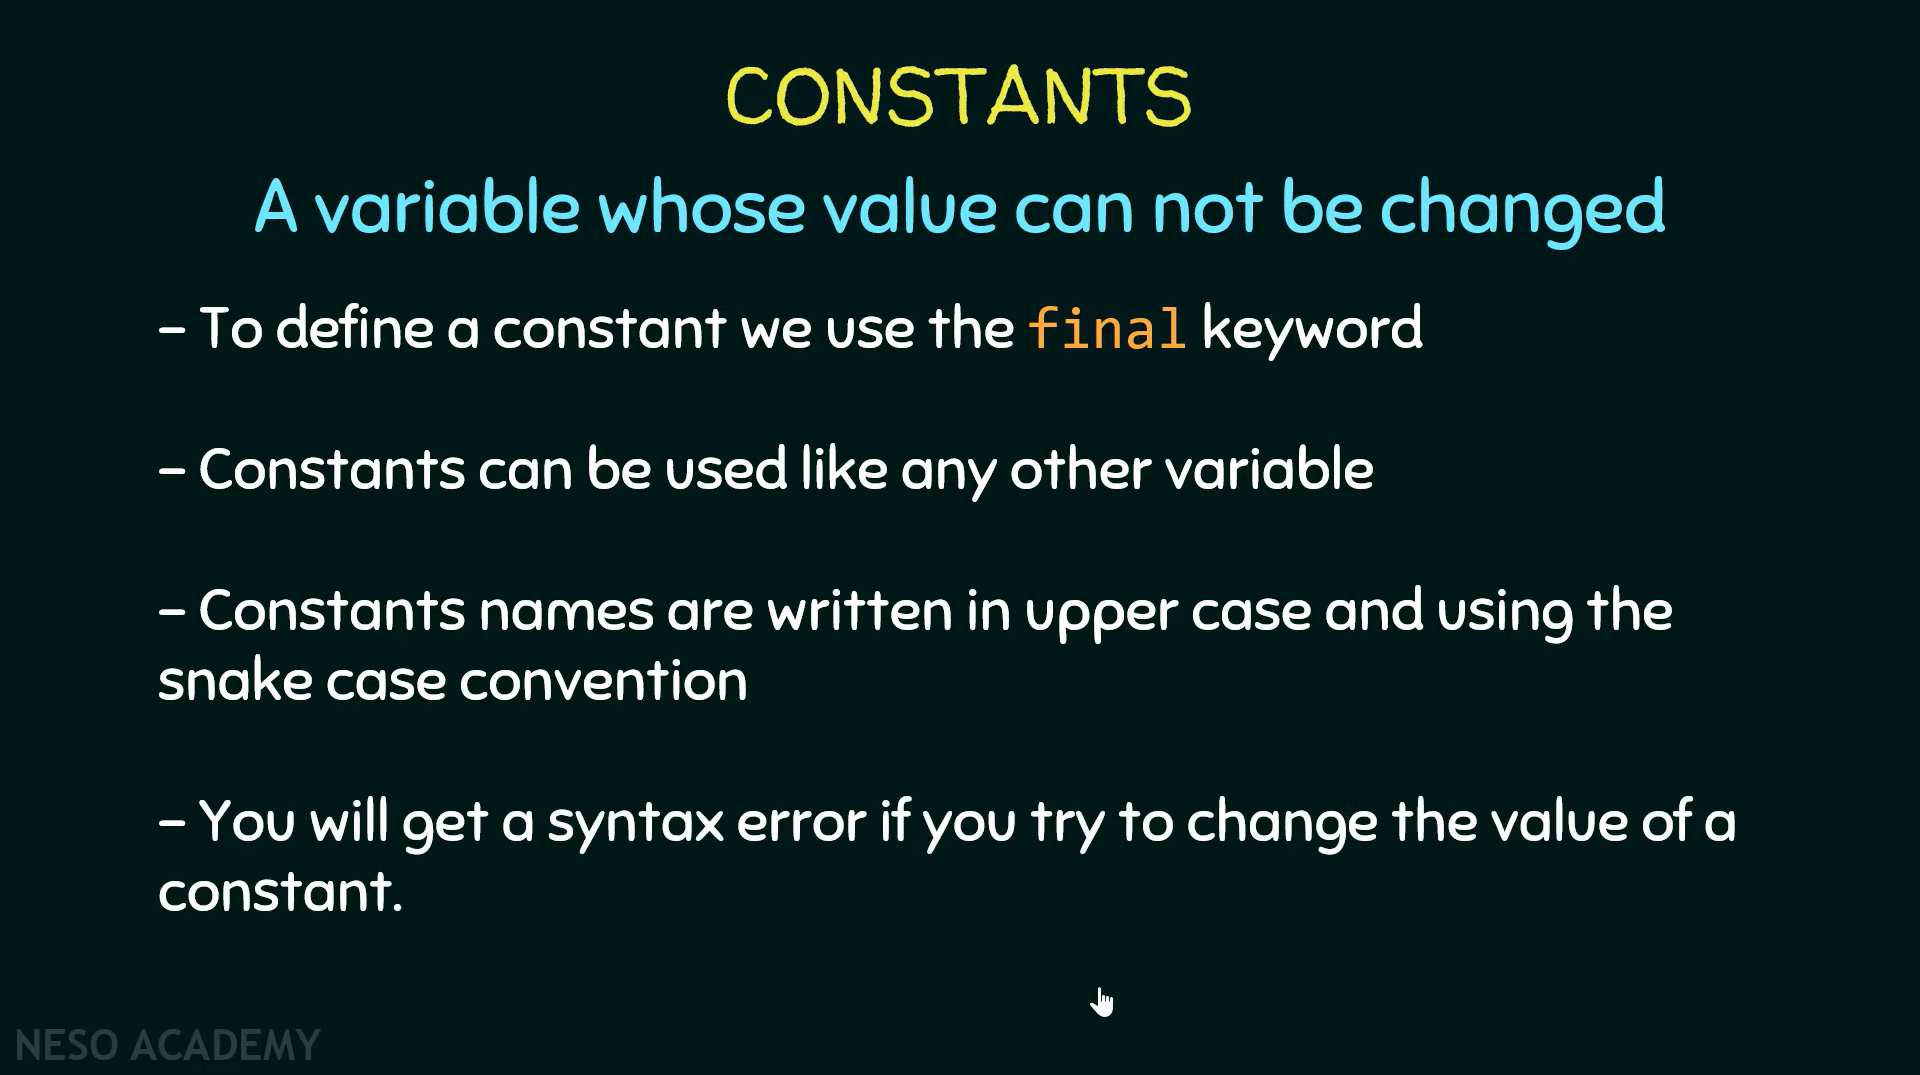 CONSTANTS
A variable whose value can not be changed
– To define a constant we use the final keyword
– Constants can be used like any other variable
– Constants names are written in upper case and using the
snake case convention
– You will get a syntax error if you try to change the value of a
constant.
NESO ACADEMY